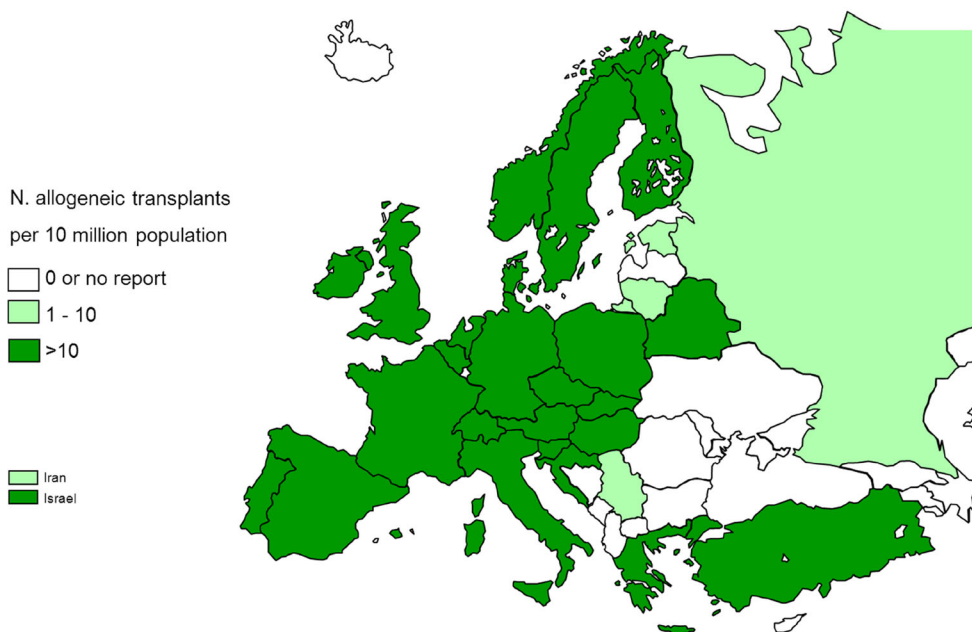 N. allogeneic transplants
per 10 million population
0 or no report
1 - 10
>10
Iran
Israel